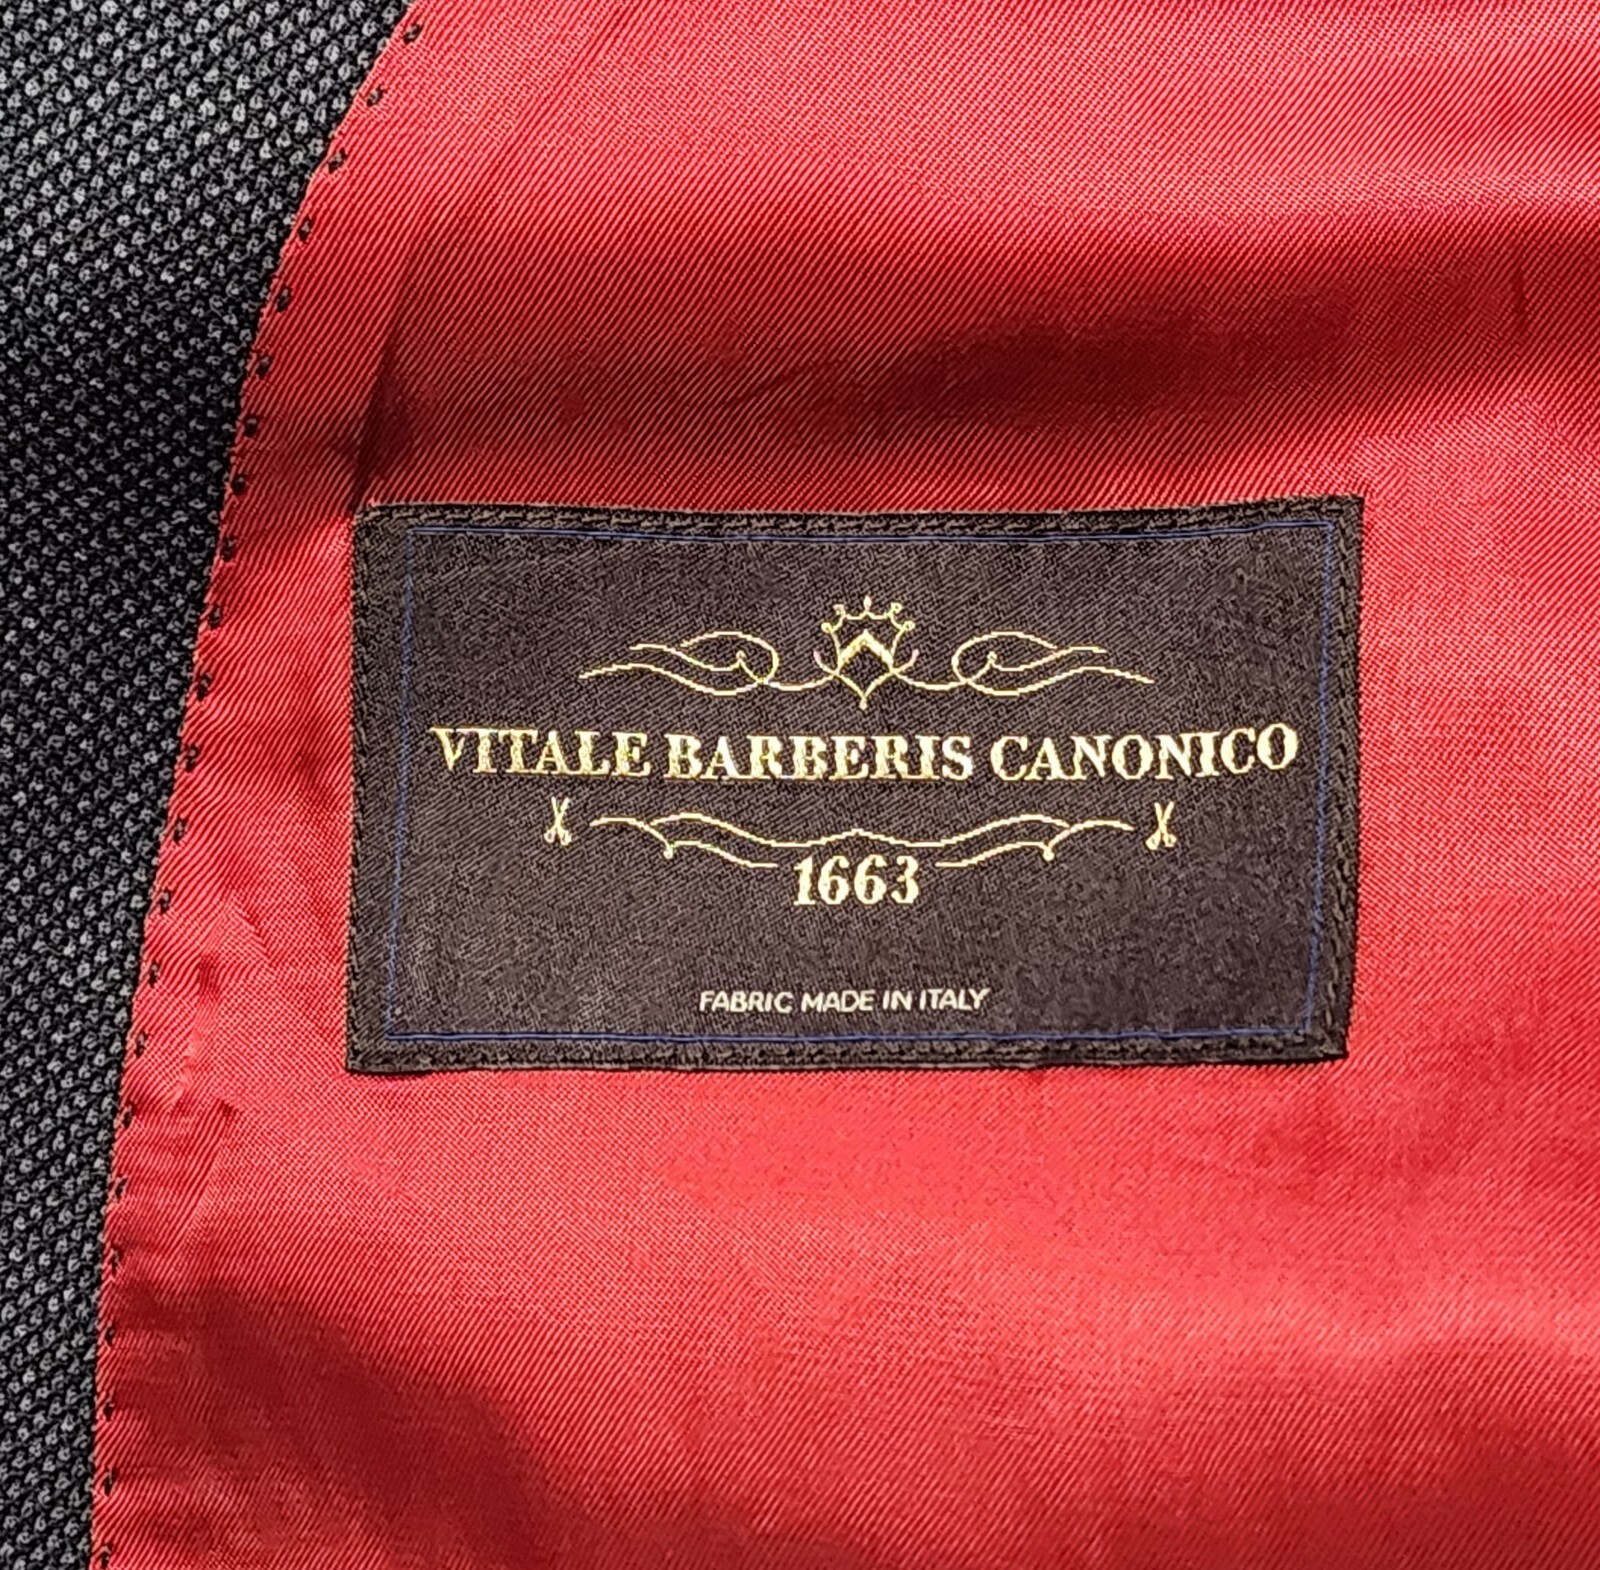 VITALE BARBERIS CANONICO
1663
FABRIC MADE IN ITALY